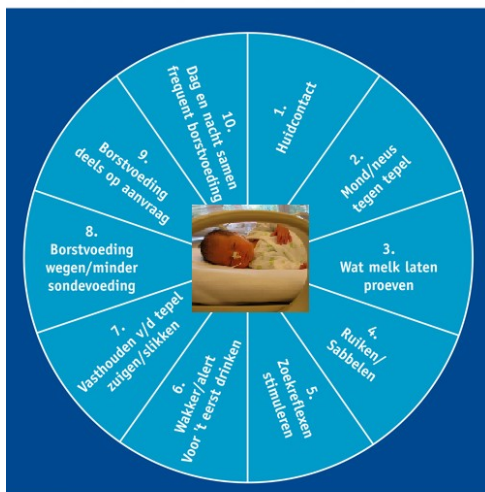 1.
Huidcontact
2.
Mond/neus
tegen tepel
3.
Wat melk laten
proeven
4.
Ruiken/
Sabbelen
5.
Zoekreflexen
stimuleren
6.
Wakker/alert
Voor 't eerst drinken
7.
Vasthouden v/d tepel
zuigen/slikken
8.
Borstvoeding
wegen/minder
sondevoeding
9.
Borstvoeding
deels op aanvraag
10.
Dag en nacht samen
frequent borstvoeding